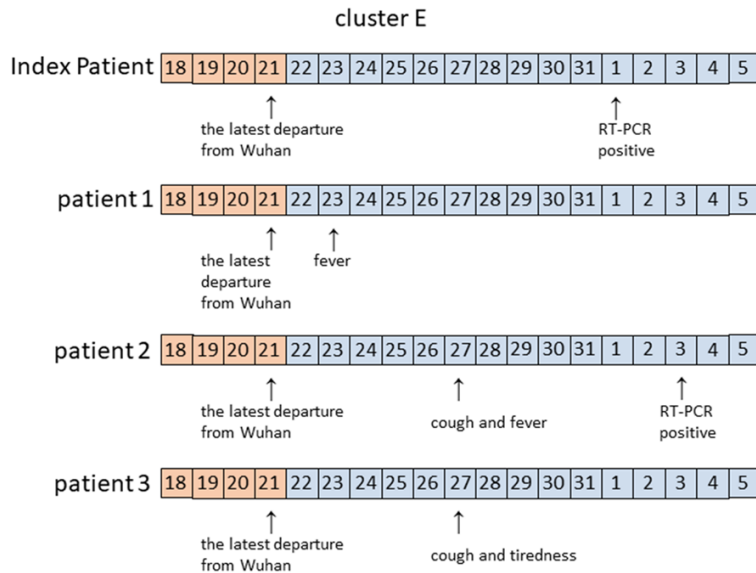 cluster E
Index Patient 18 19 20 21 22 23 24 25 26 27 28 29 30 31 1 2 3 4 5
the latest departure
from Wuhan
RT-PCR
positive
patient 1 18 19 20 21 22 23 24 25 26 27 28 29 30 31 1 2 3 4 5
the latest
departure
from Wuhan
fever
patient 2 18 19 20 21 22 23 24 25 26 27 28 29 30 31 1 2 3 4 5
the latest departure
from Wuhan
cough and fever
RT-PCR
positive
patient 3 18 19 20 21 22 23 24 25 26 27 28 29 30 31 1 2 3 4 5
the latest departure
from Wuhan
cough and tiredness